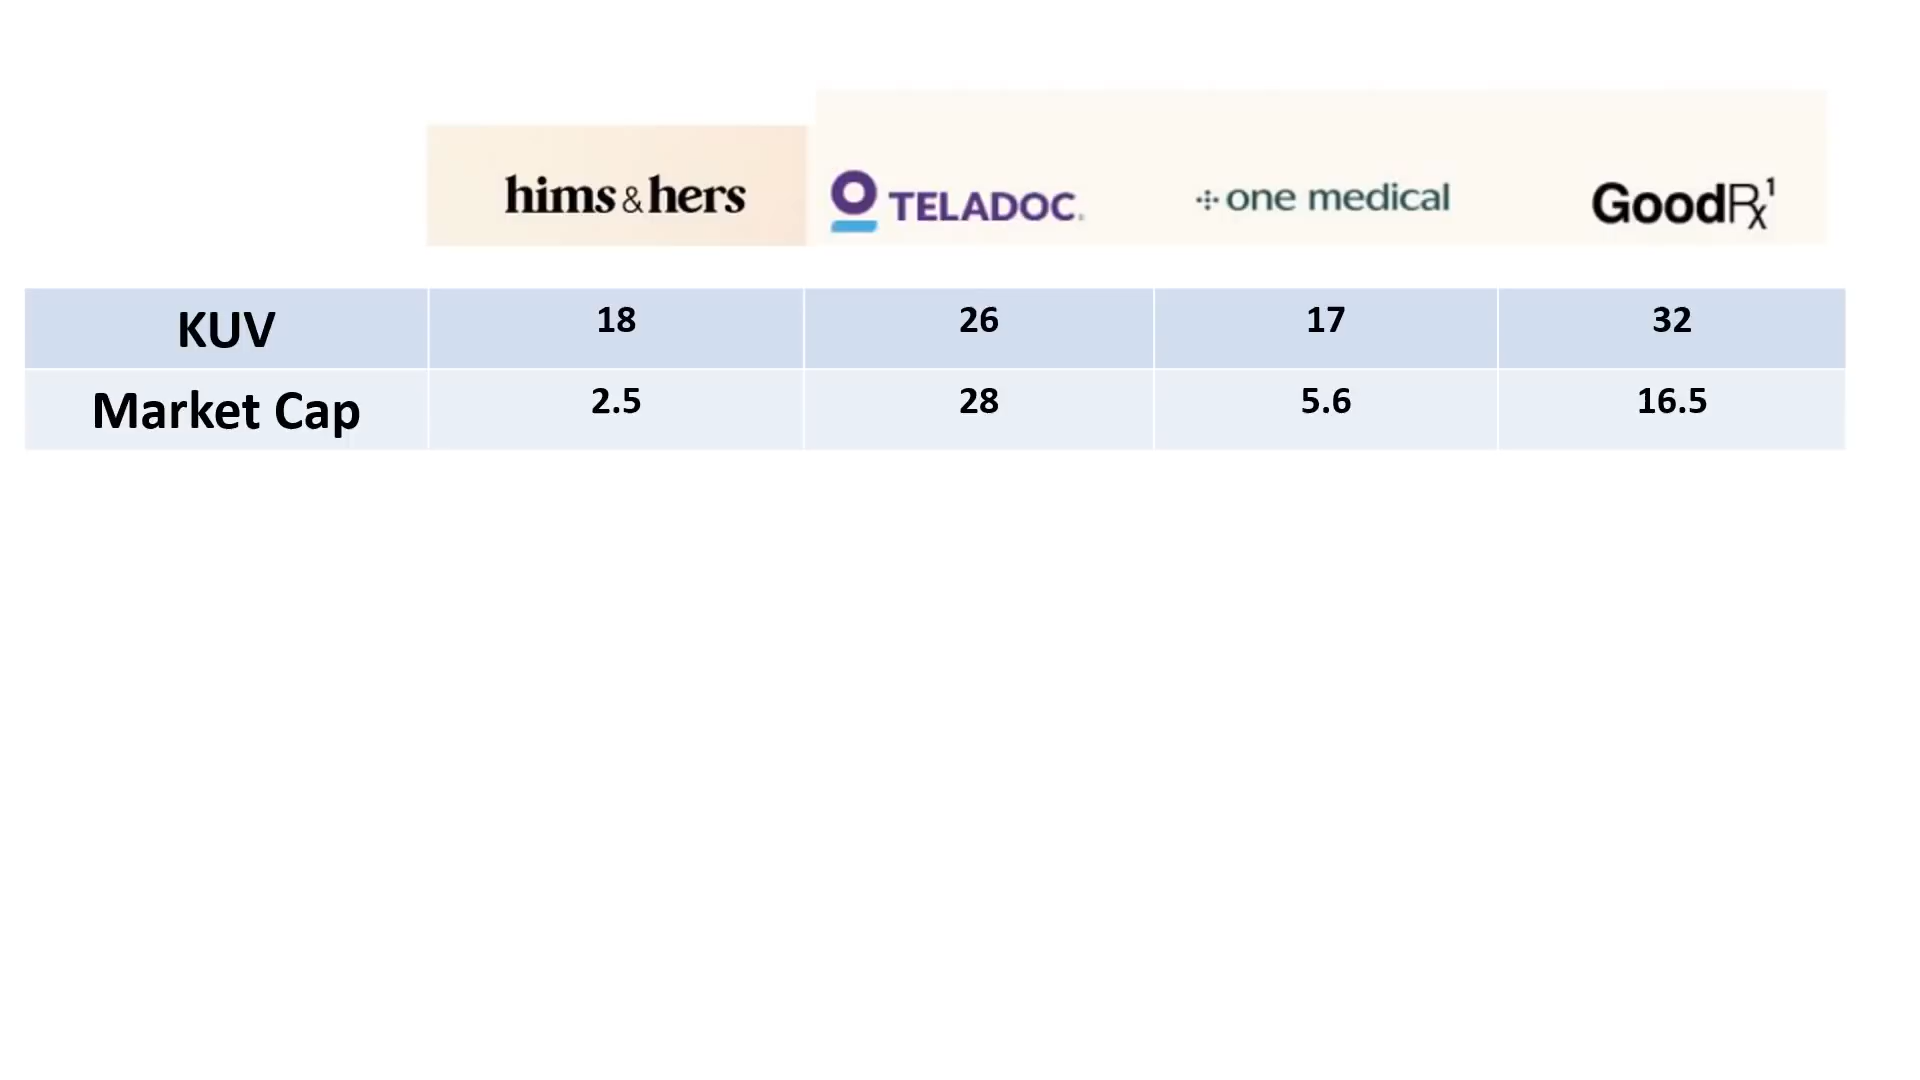 hims & hers TELADOC. one medical GoodRx¹
KUV 18 26 17 32
Market Cap 2.5 28 5.6 16.5